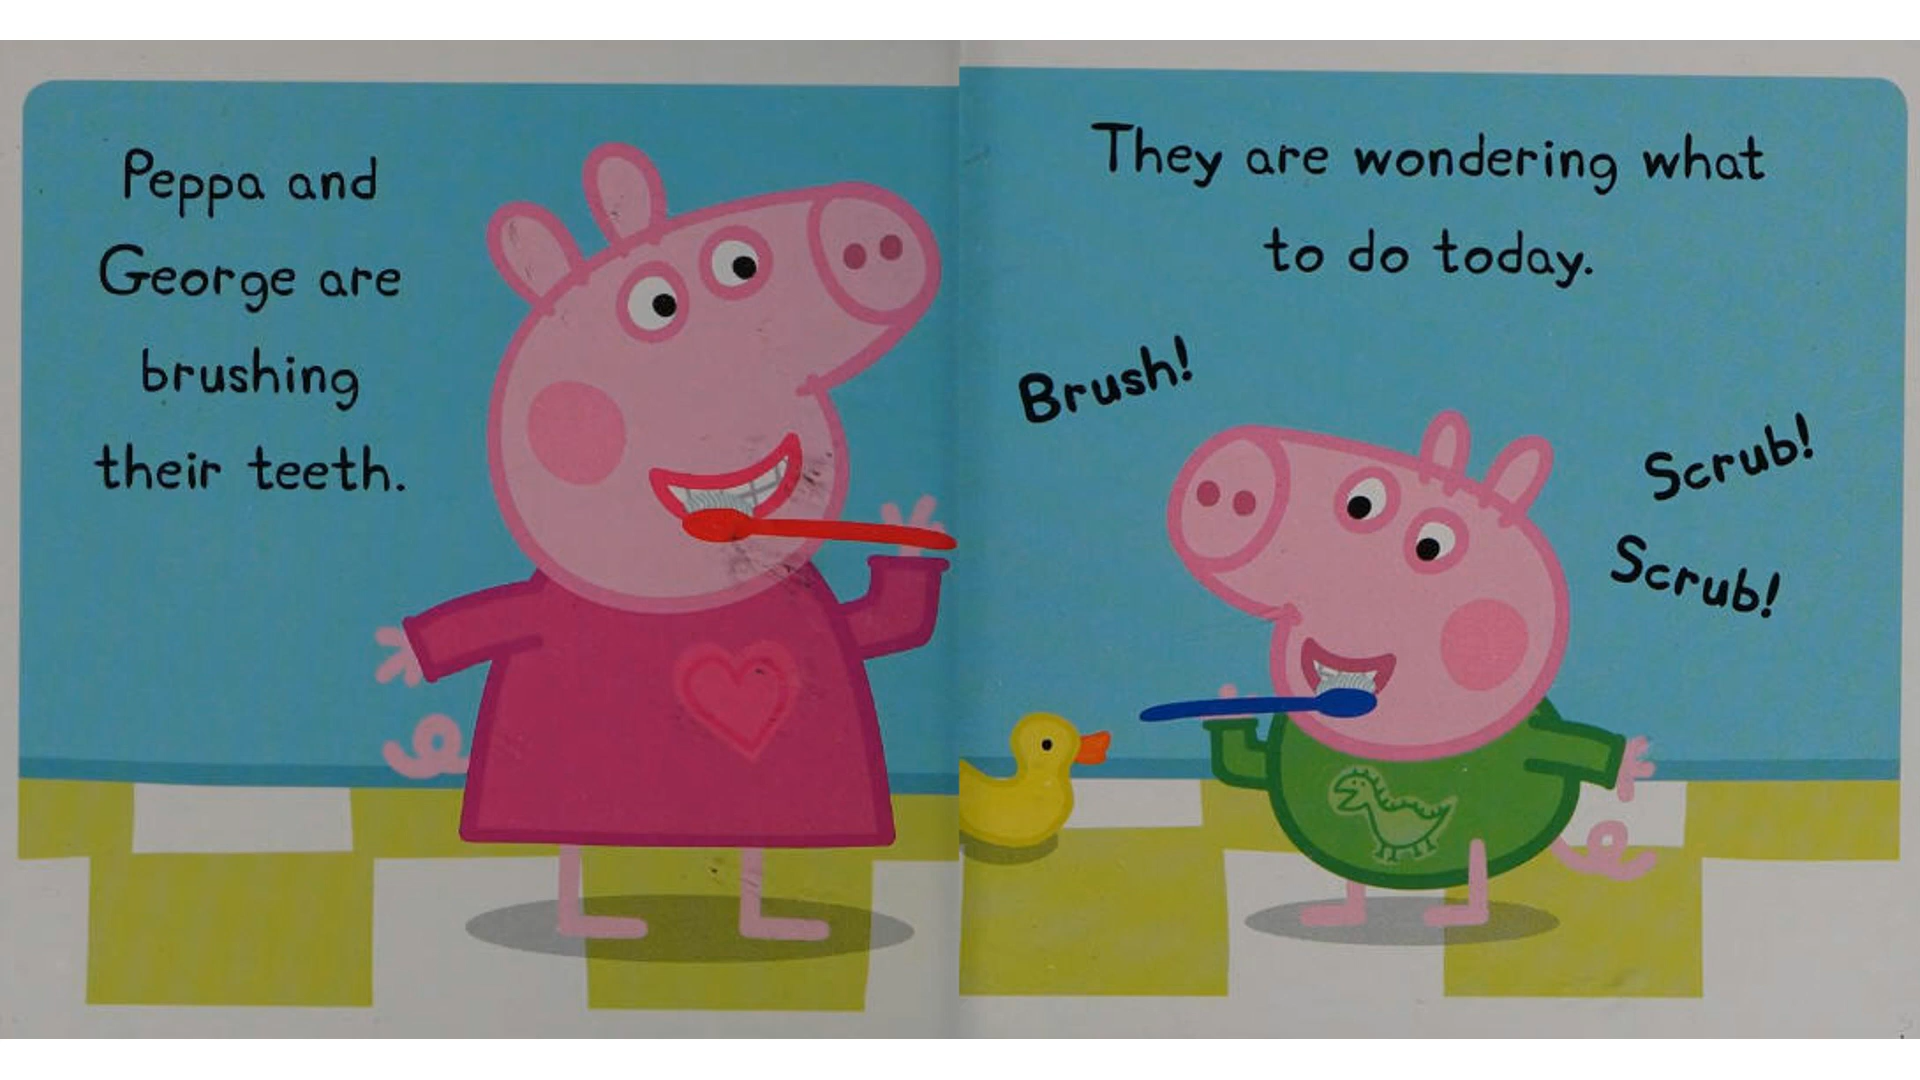 Peppa and
George are
brushing
their teeth.
They are wondering what
to do today.
Brush!
Scrub!
Scrub!